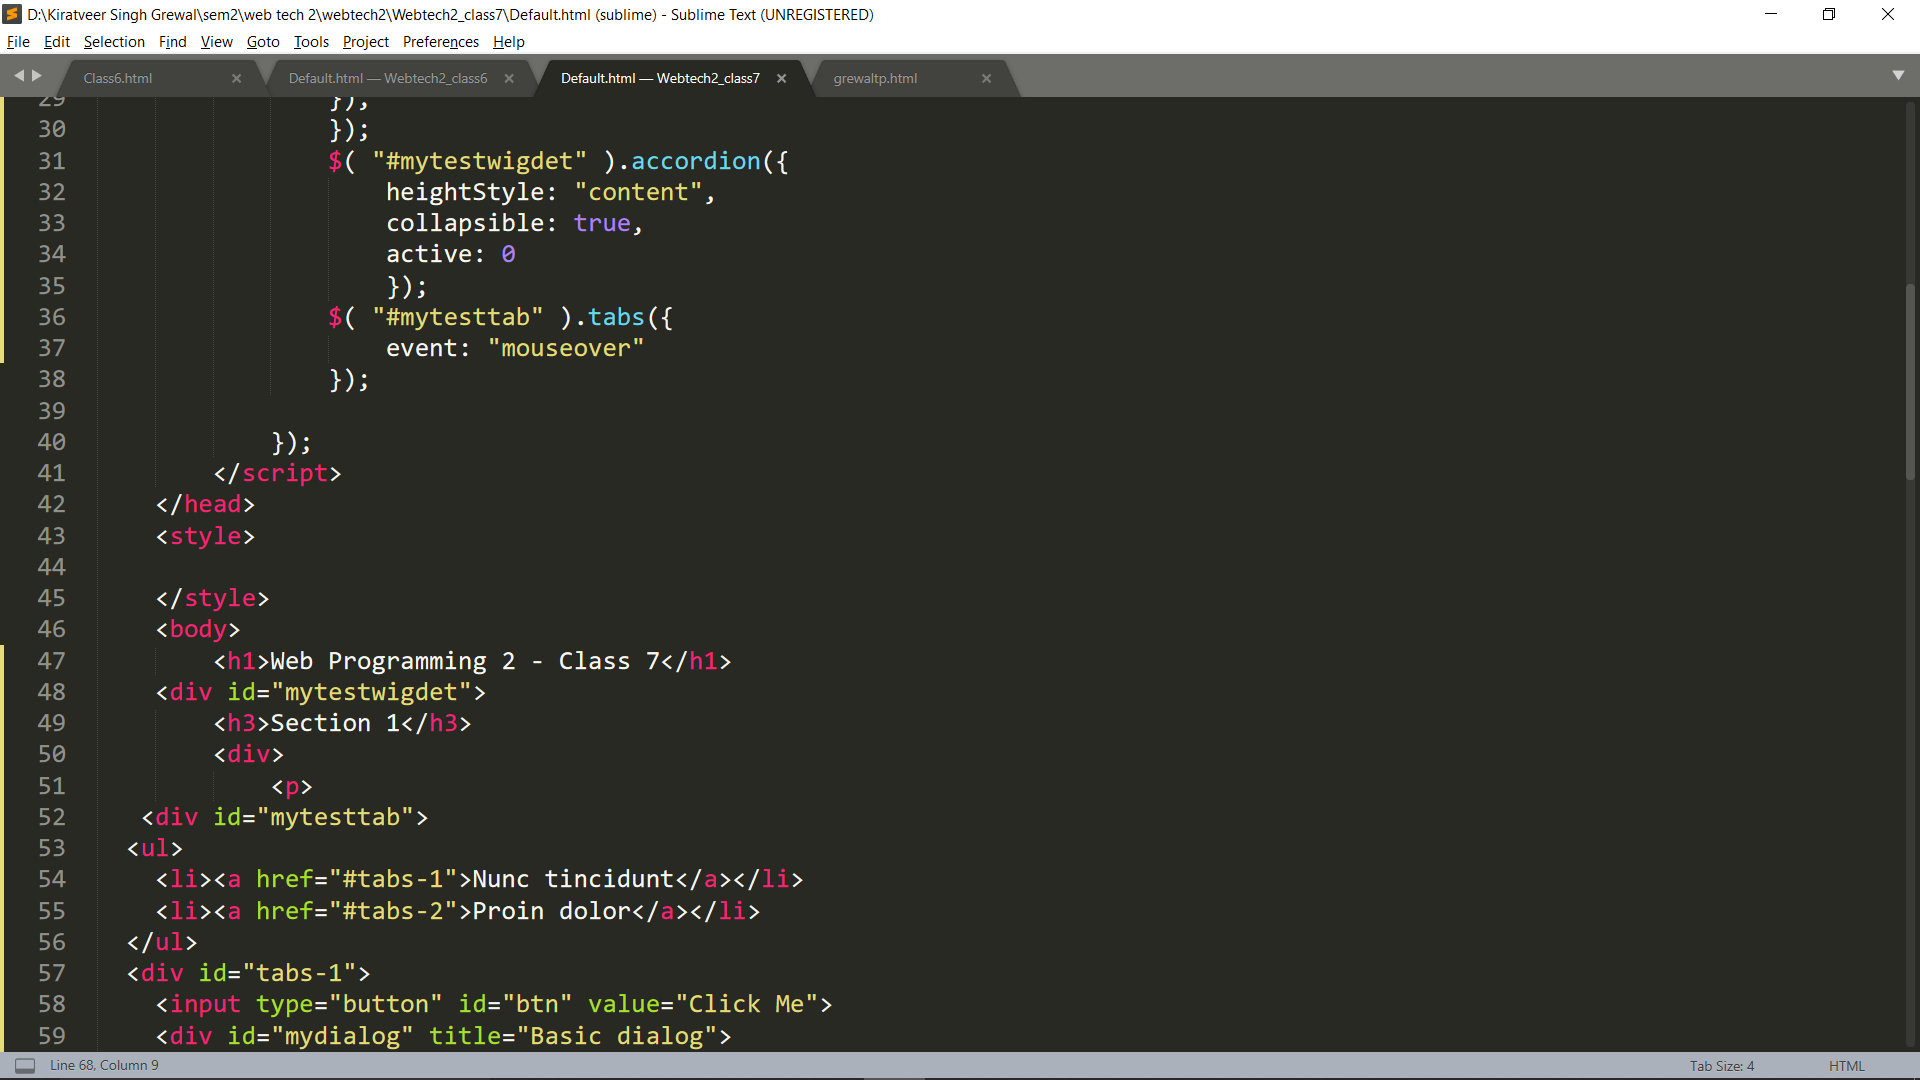 D:\Kiratveer Singh Grewal\sem2\web tech 2\webtech2\Webtech2_class7\Default.html (sublime) - Sublime Text (UNREGISTERED)
File Edit Selection Find View Goto Tools Project Preferences Help
Class6.html Default.html — Webtech2_class6 Default.html — Webtech2_class7 grewaltp.html
29 });
30 });
31 $( "#mytestwigdet" ).accordion({
32 heightStyle: "content",
33 collapsible: true,
34 active: 0
35 });
36 $( "#mytesttab" ).tabs({
37 event: "mouseover"
38 });
39
40 });
41 </script>
42 </head>
43 <style>
44
45 </style>
46 <body>
47 <h1>Web Programming 2 - Class 7</h1>
48 <div id="mytestwigdet">
49 <h3>Section 1</h3>
50 <div>
51 <p>
52 <div id="mytesttab">
53 <ul>
54 <li><a href="#tabs-1">Nunc tincidunt</a></li>
55 <li><a href="#tabs-2">Proin dolor</a></li>
56 </ul>
57 <div id="tabs-1">
58 <input type="button" id="btn" value="Click Me">
59 <div id="mydialog" title="Basic dialog">
Line 68, Column 9 Tab Size: 4 HTML